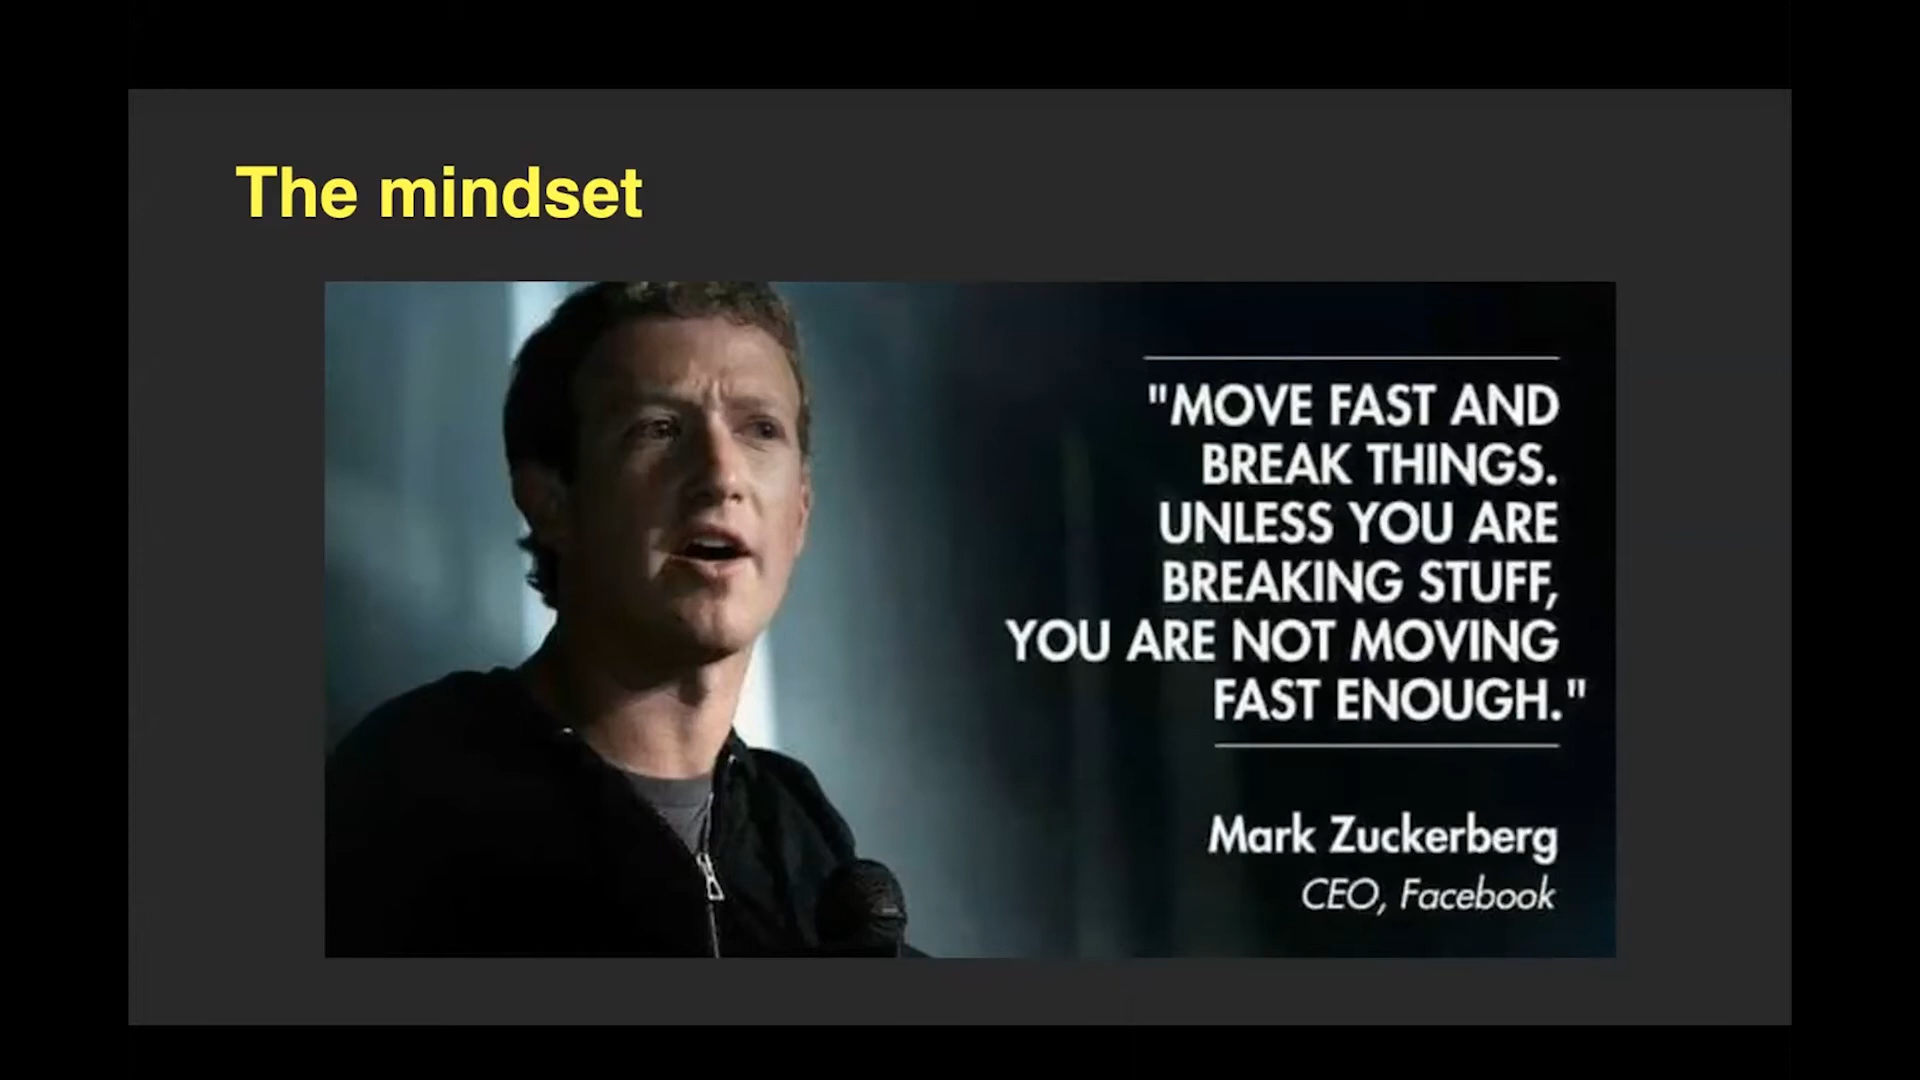 The mindset
"MOVE FAST AND
BREAK THINGS.
UNLESS YOU ARE
BREAKING STUFF,
YOU ARE NOT MOVING
FAST ENOUGH."
Mark Zuckerberg
CEO, Facebook